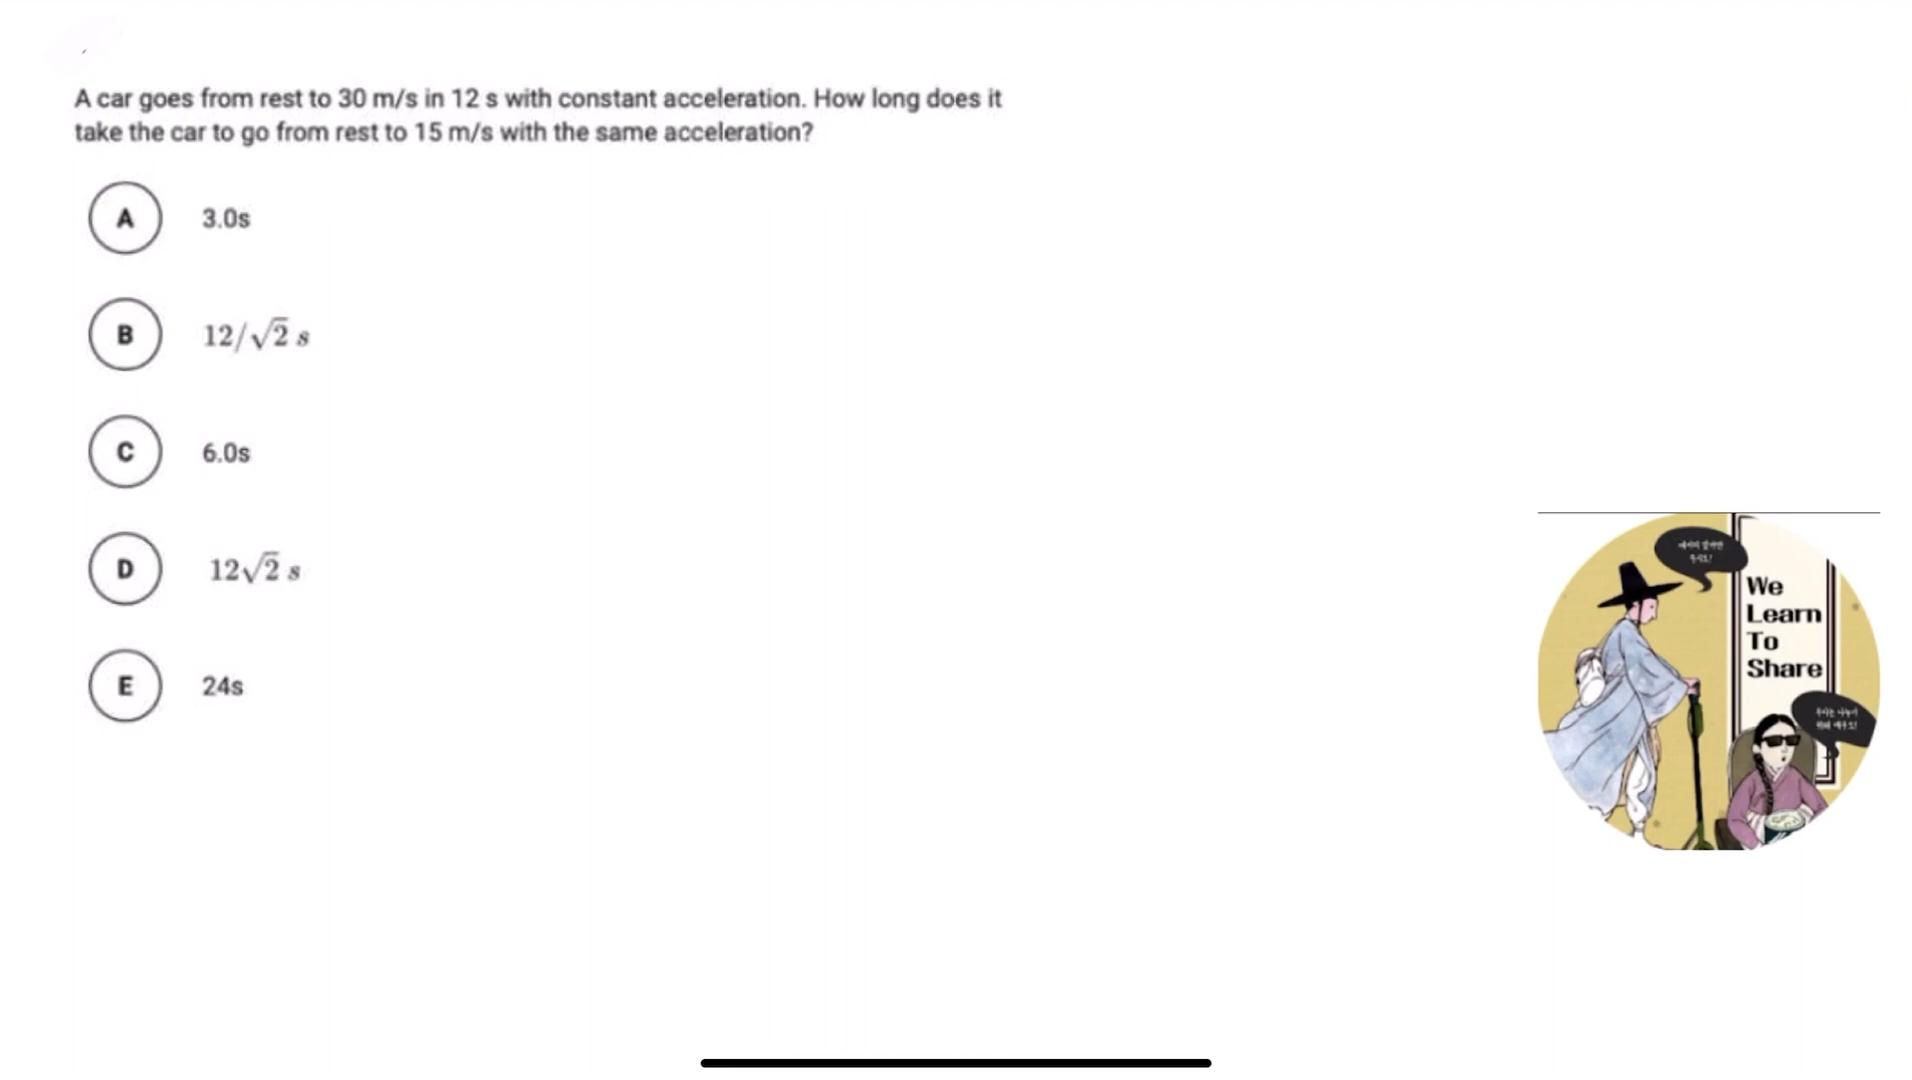 A car goes from rest to 30 m/s in 12 s with constant acceleration. How long does it
take the car to go from rest to 15 m/s with the same acceleration?
A 3.0s
B 12/√2 s
C 6.0s
D 12√2 s
E 24s
We
Learn
To
Share